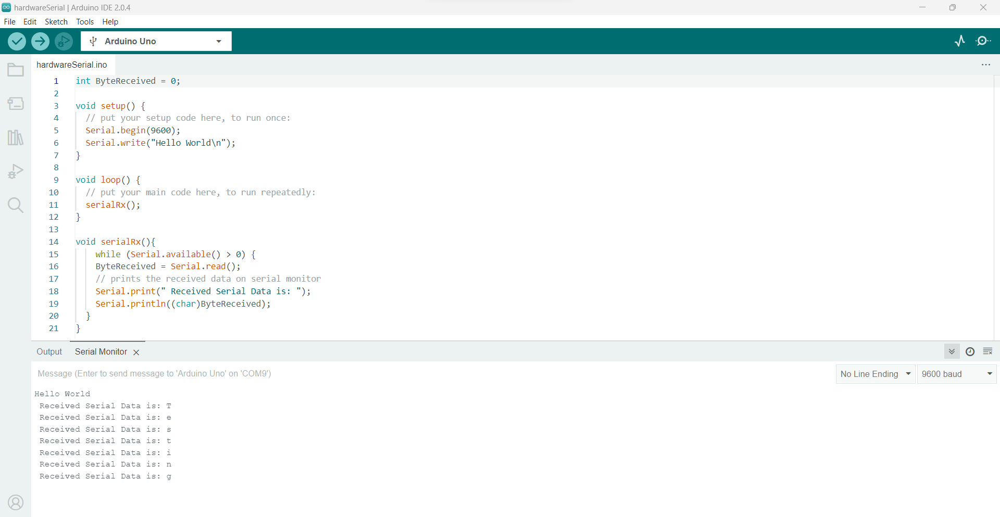 hardwareSerial | Arduino IDE 2.0.4
File Edit Sketch Tools Help
Arduino Uno
hardwareSerial.ino
1 int ByteReceived = 0;
2
3 void setup() {
4 // put your setup code here, to run once:
5 Serial.begin(9600);
6 Serial.write("Hello World\n");
7 }
8
9 void loop() {
10 // put your main code here, to run repeatedly:
11 serialRx();
12 }
13
14 void serialRx(){
15 while (Serial.available() > 0) {
16 ByteReceived = Serial.read();
17 // prints the received data on serial monitor
18 Serial.print(" Received Serial Data is: ");
19 Serial.println((char)ByteReceived);
20 }
21 }
Output Serial Monitor
Message (Enter to send message to 'Arduino Uno' on 'COM9') No Line Ending 9600 baud
Hello World
Received Serial Data is: T
Received Serial Data is: e
Received Serial Data is: s
Received Serial Data is: t
Received Serial Data is: i
Received Serial Data is: n
Received Serial Data is: g